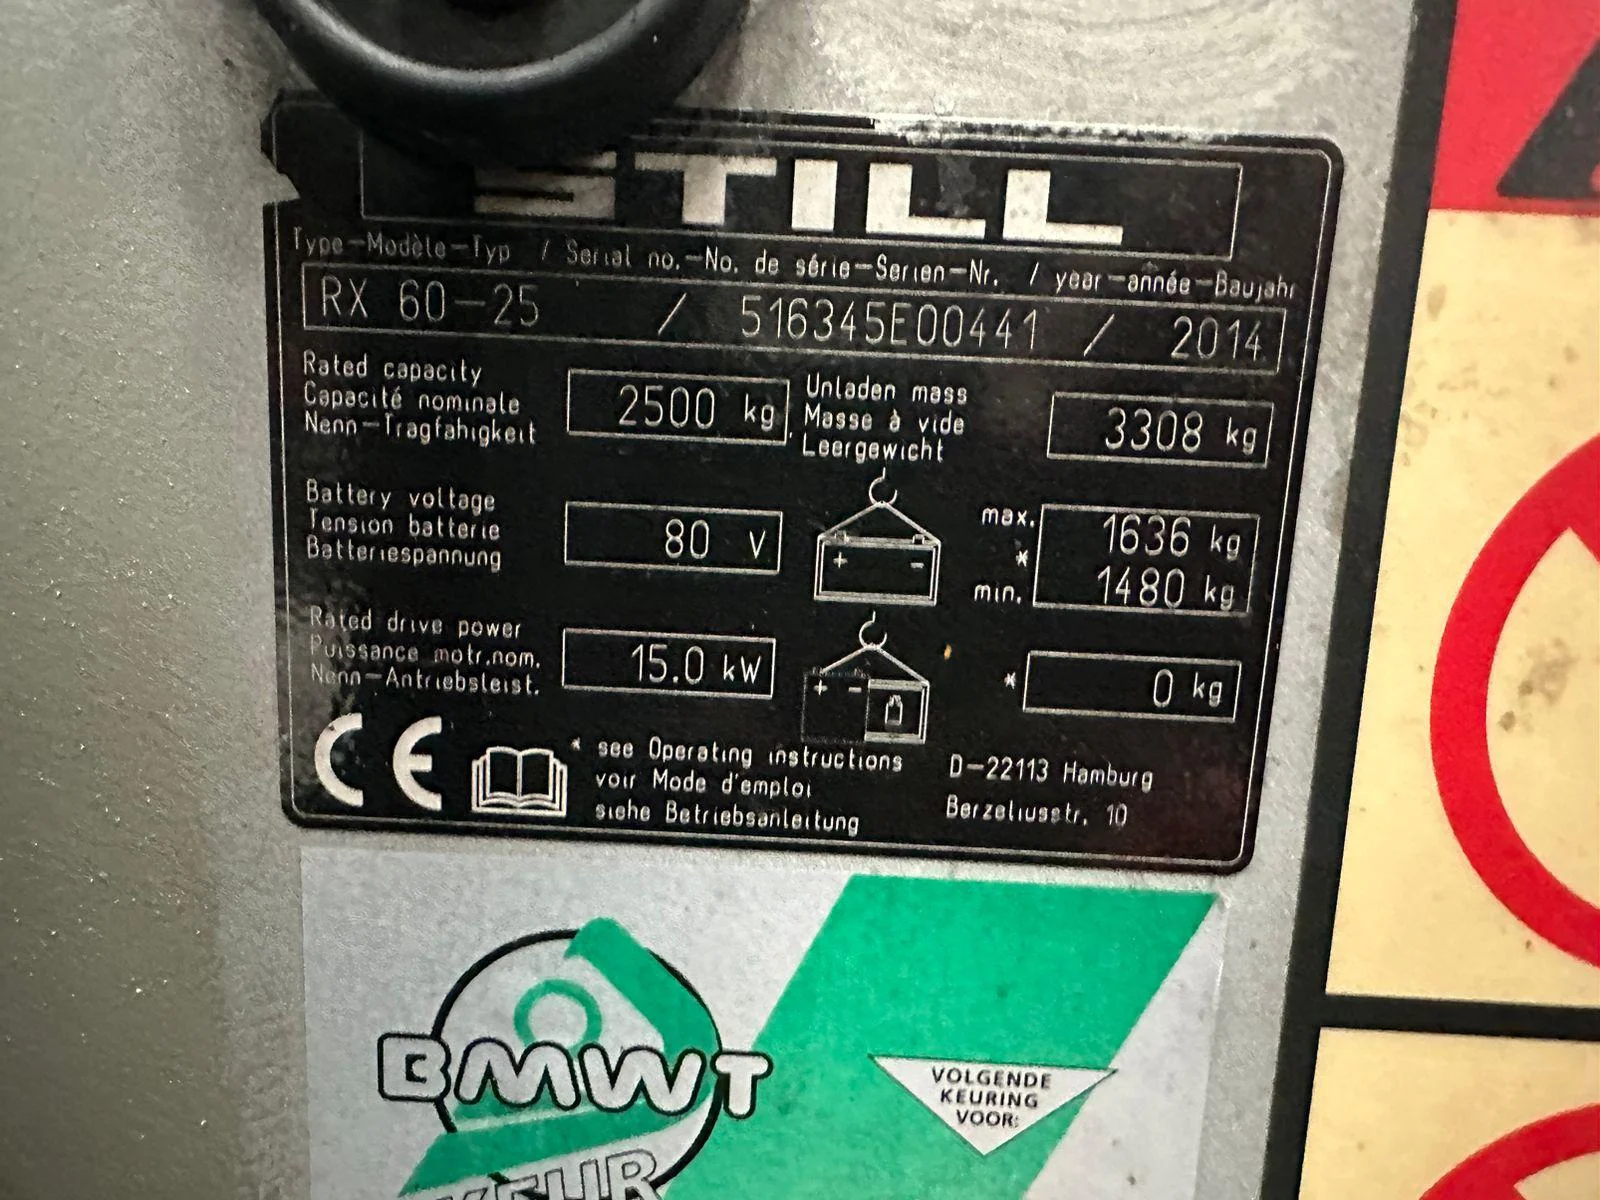 STILL
Type-Modèle-Typ / Serial no.-No. de série-Serien-Nr. / year-année-Baujahr
RX 60-25 / 516345E00441 / 2014
Rated capacity
Capacité nominale
Nenn-Tragfähigkeit
2500 kg
Unladen mass
Masse à vide
Leergewicht
3308 kg
Battery voltage
Tension batterie
Batteriespannung
80 V
+ -
max. 1636 kg
*
min. 1480 kg
Rated drive power
Puissance motr.nom.
Nenn-Antriebsleist.
15.0 kW
+ -
* 0 kg
CE
* see Operating instructions
voir Mode d'emploi
siehe Betriebsanleitung
D-22113 Hamburg
Berzeliusstr. 10
BMWT
KEUR
VOLGENDE
KEURING
VOOR: